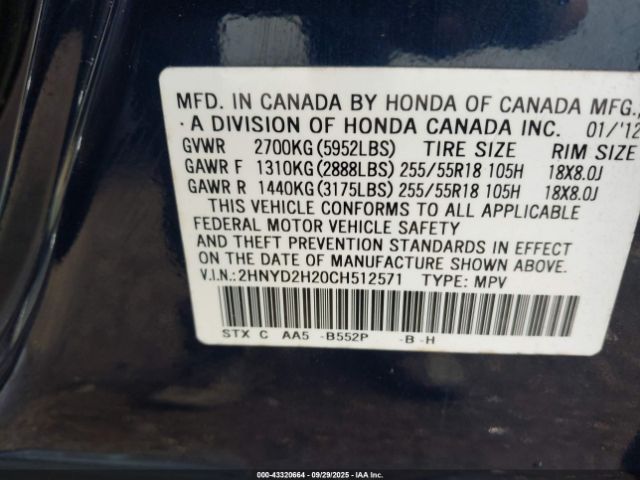 MFD. IN CANADA BY HONDA OF CANADA MFG.,
A DIVISION OF HONDA CANADA INC. 01/'12
GVWR 2700KG(5952LBS) TIRE SIZE RIM SIZE
GAWR F 1310KG(2888LBS) 255/55R18 105H 18X8.0J
GAWR R 1440KG(3175LBS) 255/55R18 105H 18X8.0J
THIS VEHICLE CONFORMS TO ALL APPLICABLE
FEDERAL MOTOR VEHICLE SAFETY
AND THEFT PREVENTION STANDARDS IN EFFECT
ON THE DATE OF MANUFACTURE SHOWN ABOVE.
V.I.N.:2HNYD2H20CH512571 TYPE: MPV
STX C AA5 -B552P -B -H
000-43320664 09/29/2025 IAA Inc.